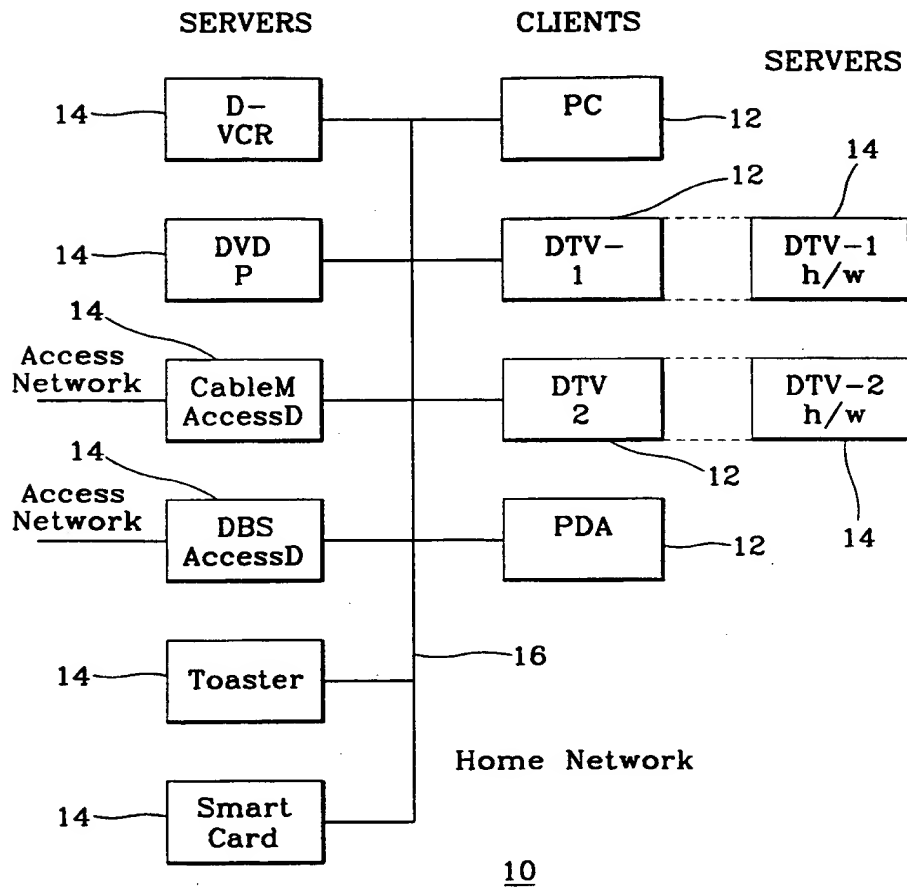 SERVERS
CLIENTS
SERVERS
14
D-
VCR
PC
12
12
14
14
DVD
P
DTV-
1
DTV-1
h/w
14
Access
Network
CableM
AccessD
DTV
2
DTV-2
h/w
14
12
Access
Network
DBS
AccessD
PDA
12
14
14
Toaster
16
Home Network
14
Smart
Card
10